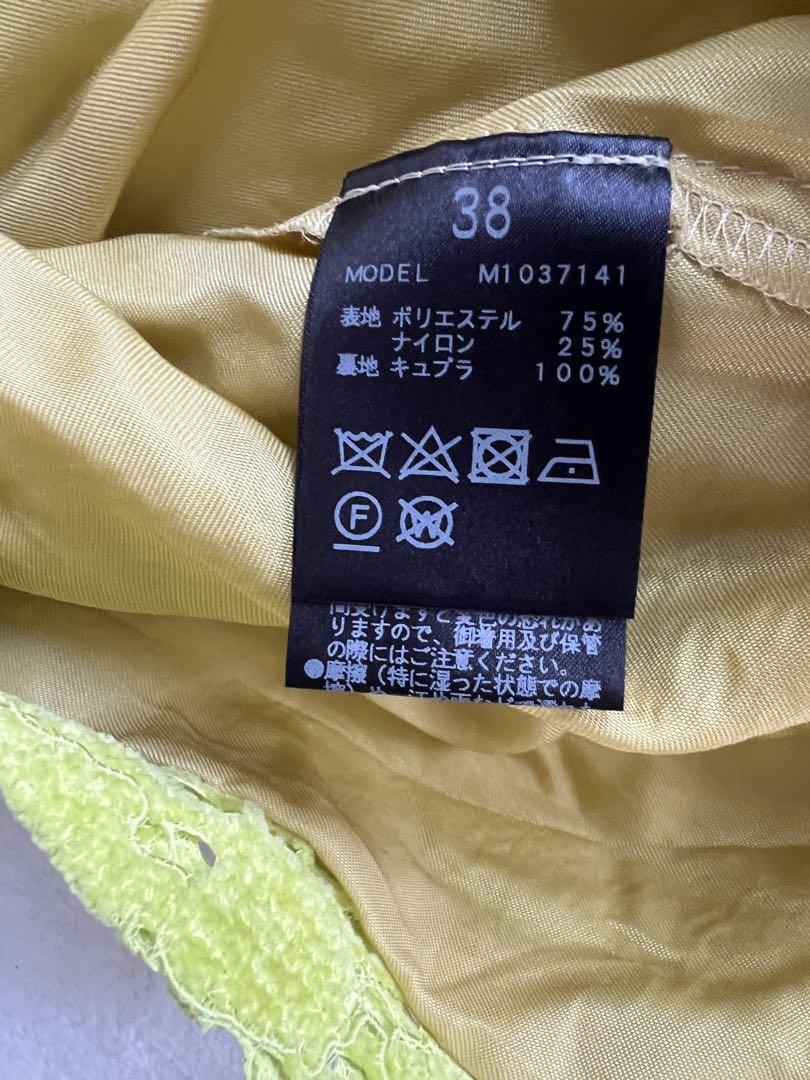 38
MODEL M1037141
表地 ポリエステル 75%
ナイロン 25%
裏地 キュプラ 100%
F
W
りますので、御着用及び保管
の際にはご注意ください。
●摩擦（特に湿った状態での摩